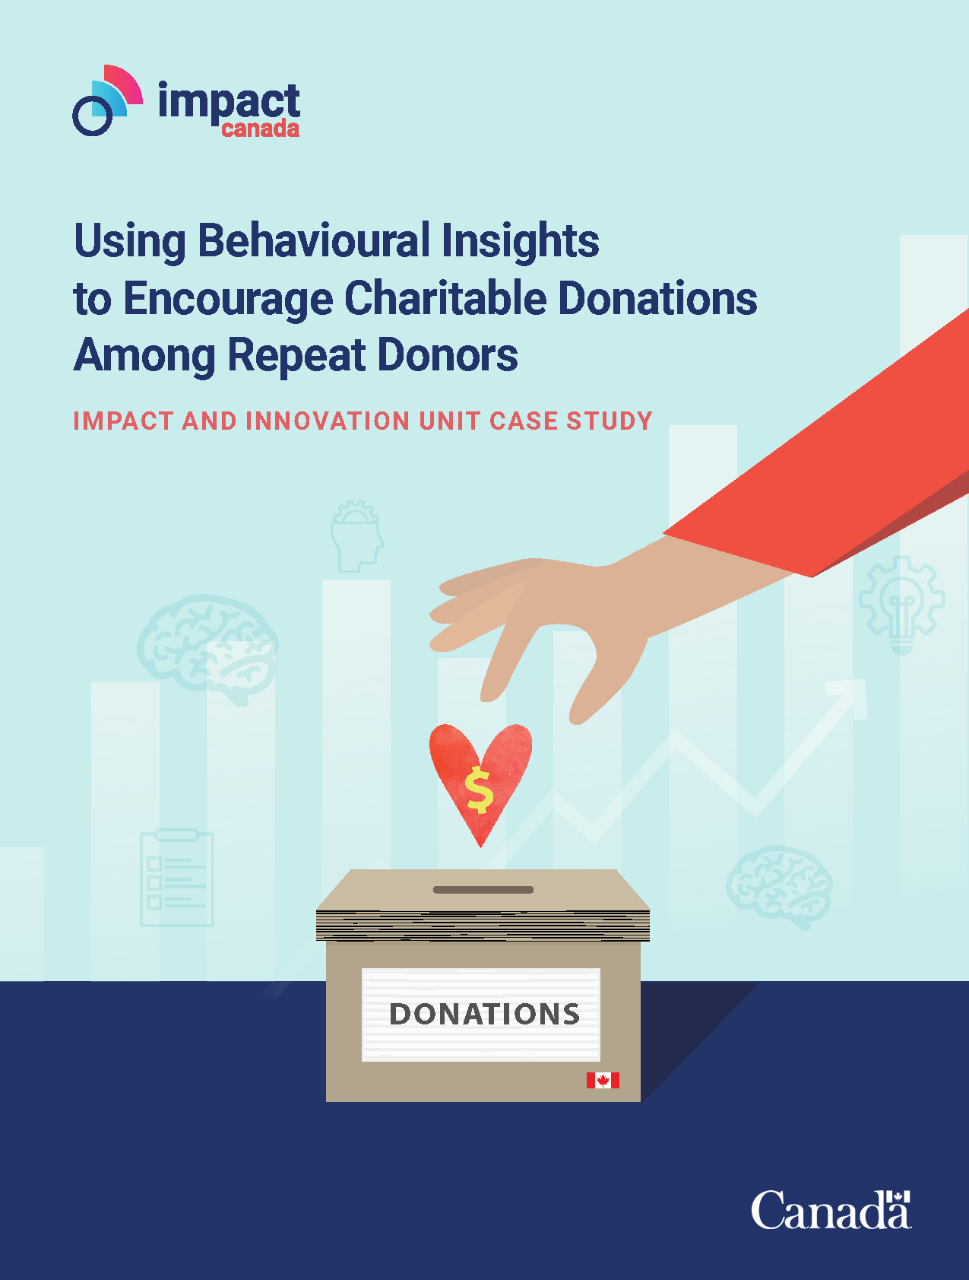 impact
canada
Using Behavioural Insights
to Encourage Charitable Donations
Among Repeat Donors
IMPACT AND INNOVATION UNIT CASE STUDY
$
DONATIONS
Canada